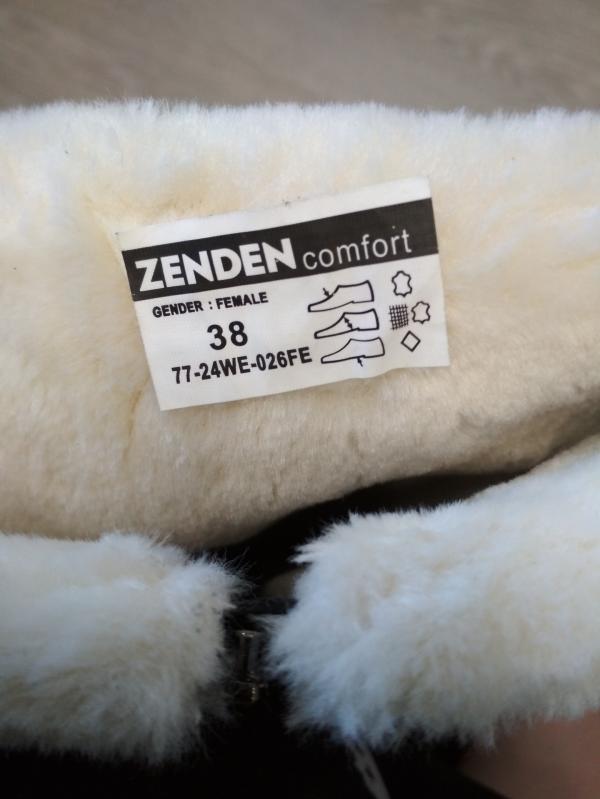 ZENDEN comfort
GENDER : FEMALE
38
77-24WE-026FE